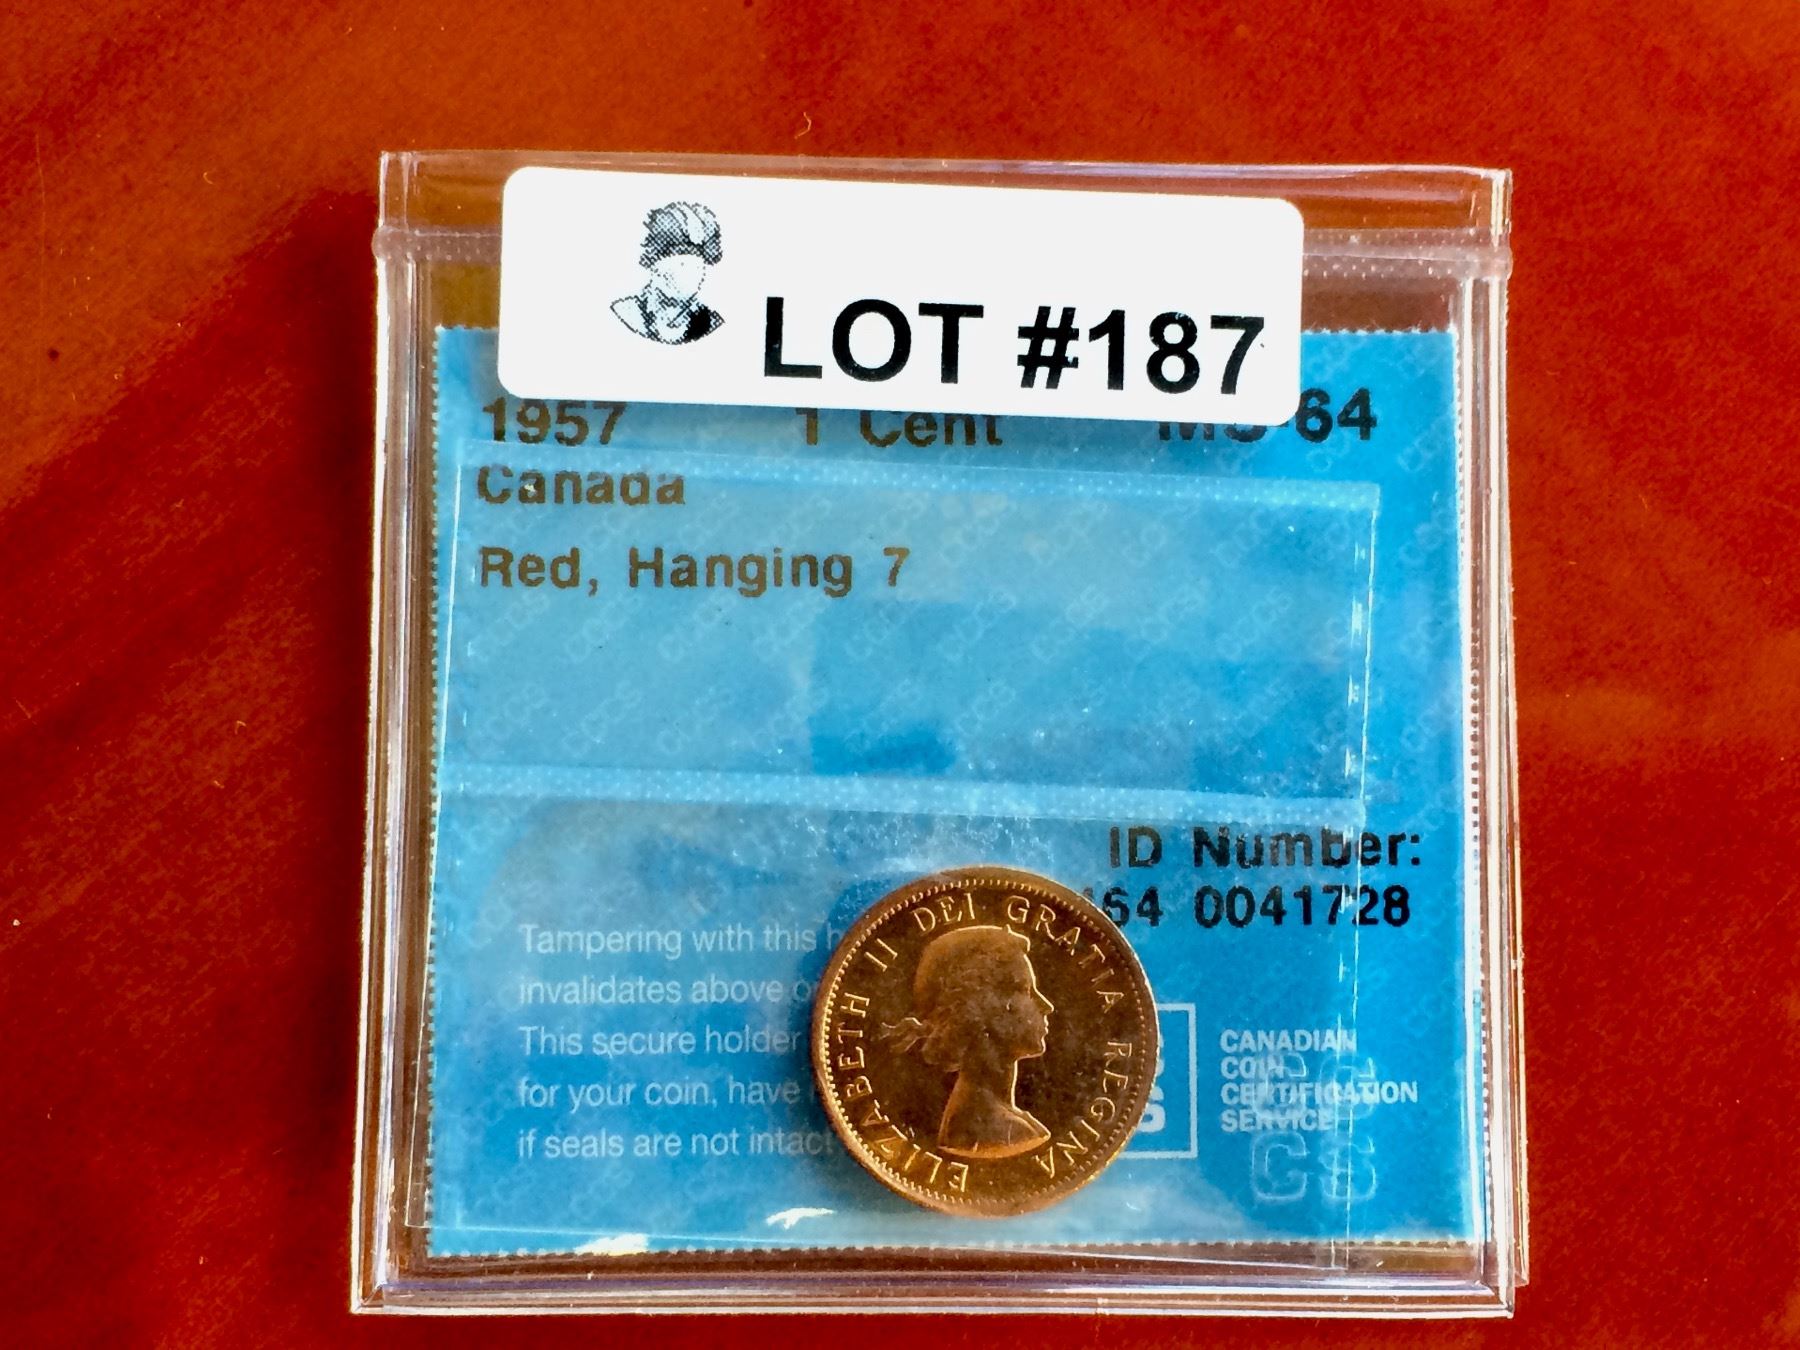 LOT #187
1957 1 Cent MS-64
Canada
Red, Hanging 7
ID Number:
64 0041728
Tampering with this h
invalidates above o
This secure holder
for your coin, have
if seals are not intact
CANADIAN
COIN
CERTIFICATION
SERVICE
ELIZABETH II DEI GRATIA REGINA